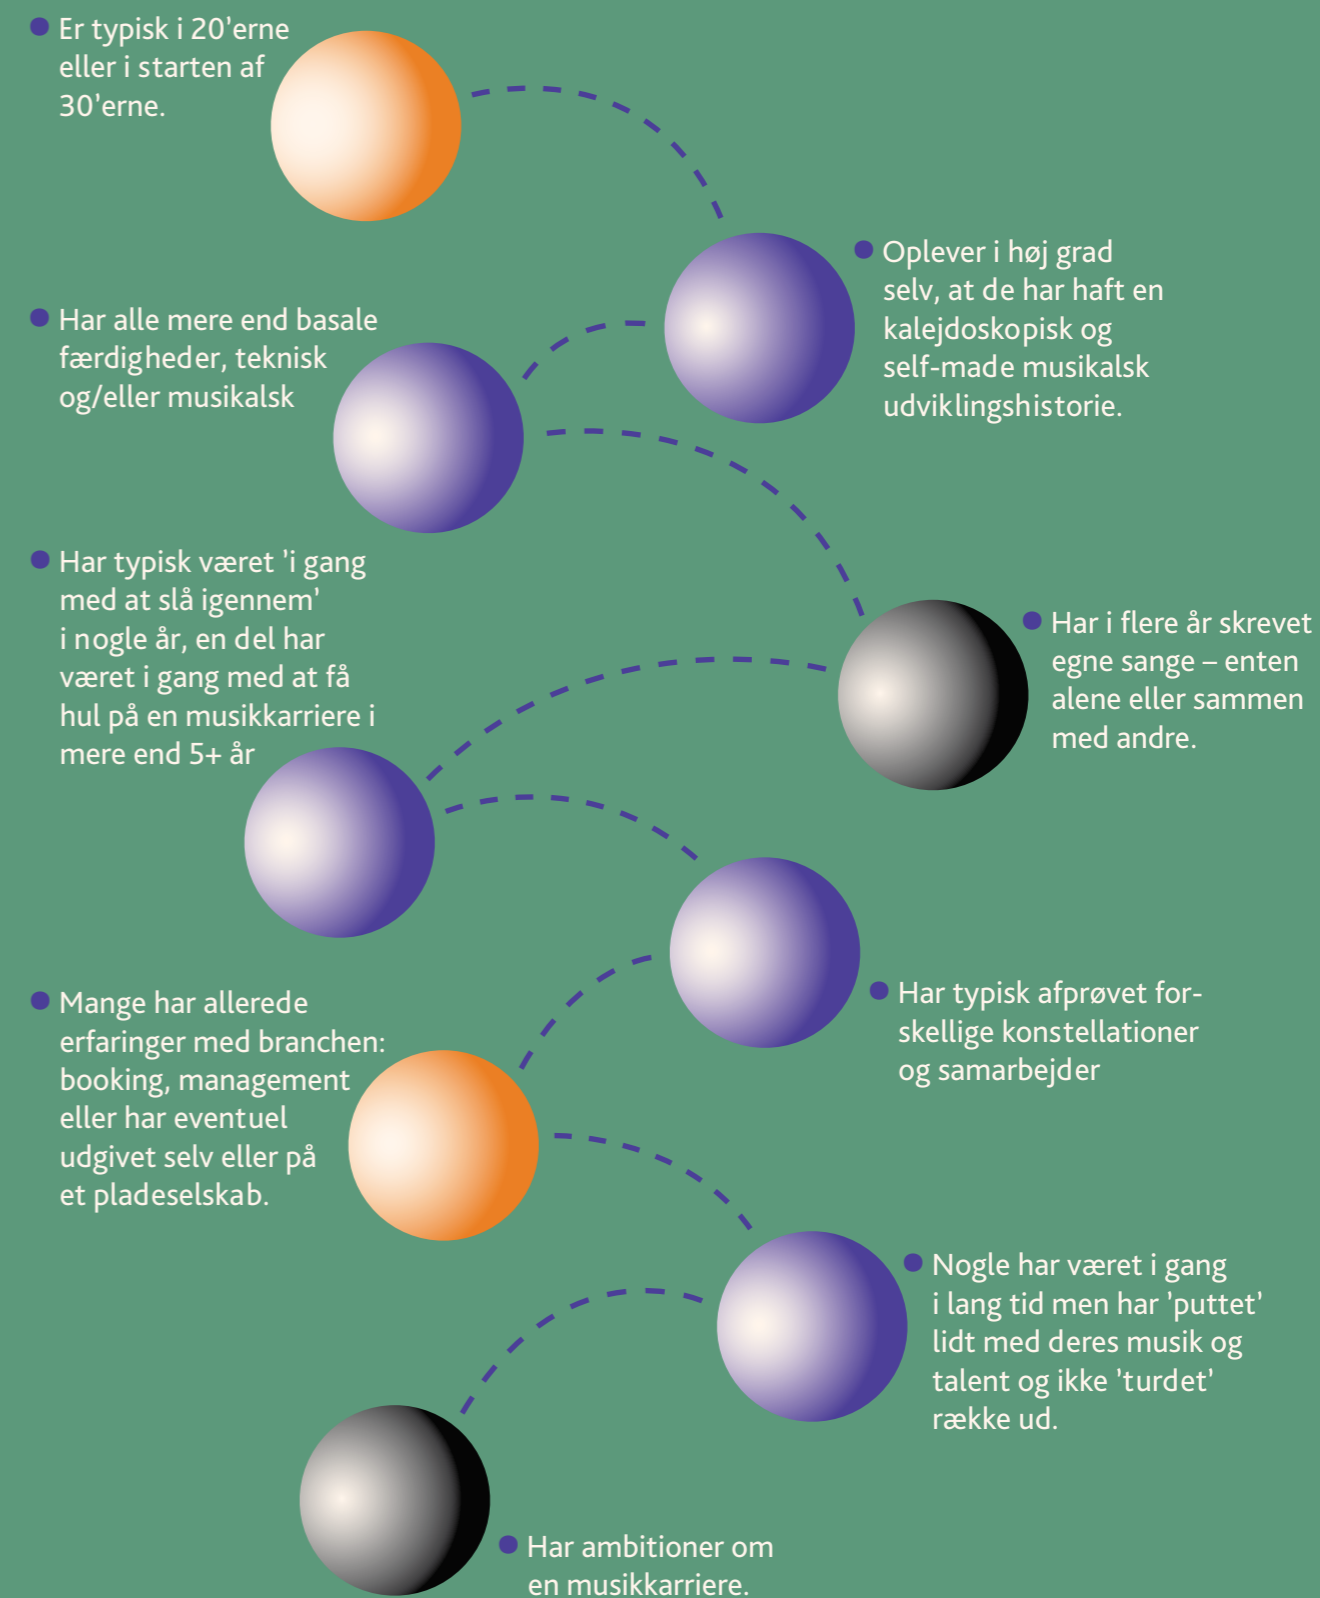 Er typisk i 20’erne
eller i starten af
30’erne.
Oplever i høj grad
selv, at de har haft en
kalejdoskopisk og
self-made musikalsk
udviklingshistorie.
Har alle mere end basale
færdigheder, teknisk
og/eller musikalsk
Har i flere år skrevet
egne sange – enten
alene eller sammen
med andre.
Har typisk været ’i gang
med at slå igennem’
i nogle år, en del har
været i gang med at få
hul på en musikkarriere i
mere end 5+ år
Har typisk afprøvet for-
skellige konstellationer
og samarbejder
Mange har allerede
erfaringer med branchen:
booking, management
eller har eventuel
udgivet selv eller på
et pladeselskab.
Nogle har været i gang
i lang tid men har ’puttet’
lidt med deres musik og
talent og ikke ’turdet’
række ud.
Har ambitioner om
en musikkarriere.